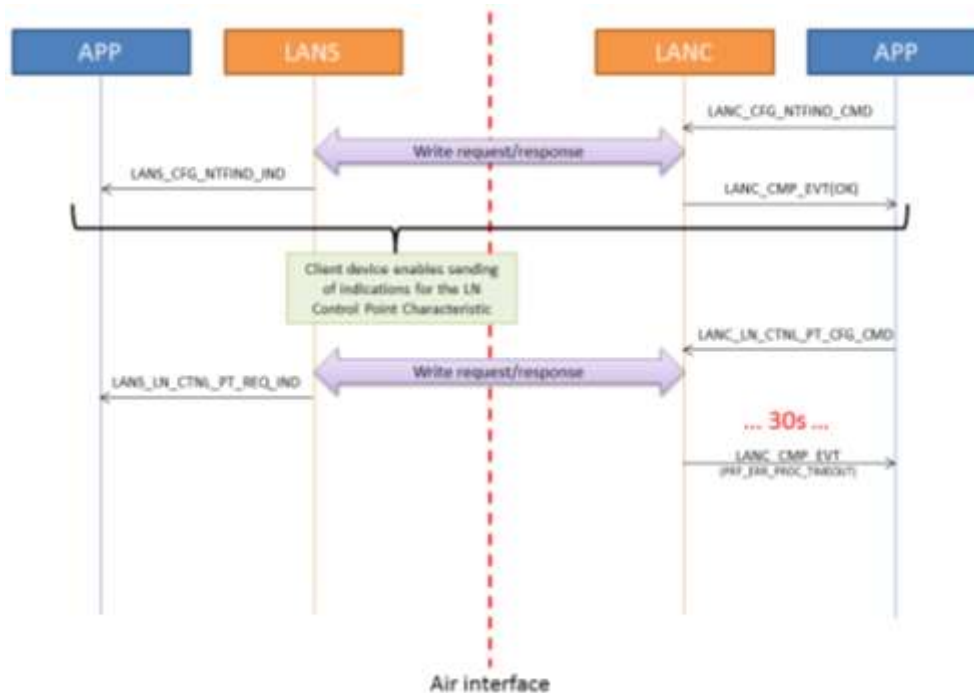 APP
LANS
LANC
APP
LANC_CFG_NTFIND_CMD
Write request/response
LANS_CFG_NTFIND_IND
LANC_CMP_EVT(OK)
Client device enables sending
of indications for the LN
Control Point Characteristic
LANC_LN_CTNL_PT_CFG_CMD
Write request/response
LANS_LN_CTNL_PT_REQ_IND
... 30s ...
LANC_CMP_EVT
(PRF_ERR_PROC_TIMEOUT)
Air interface